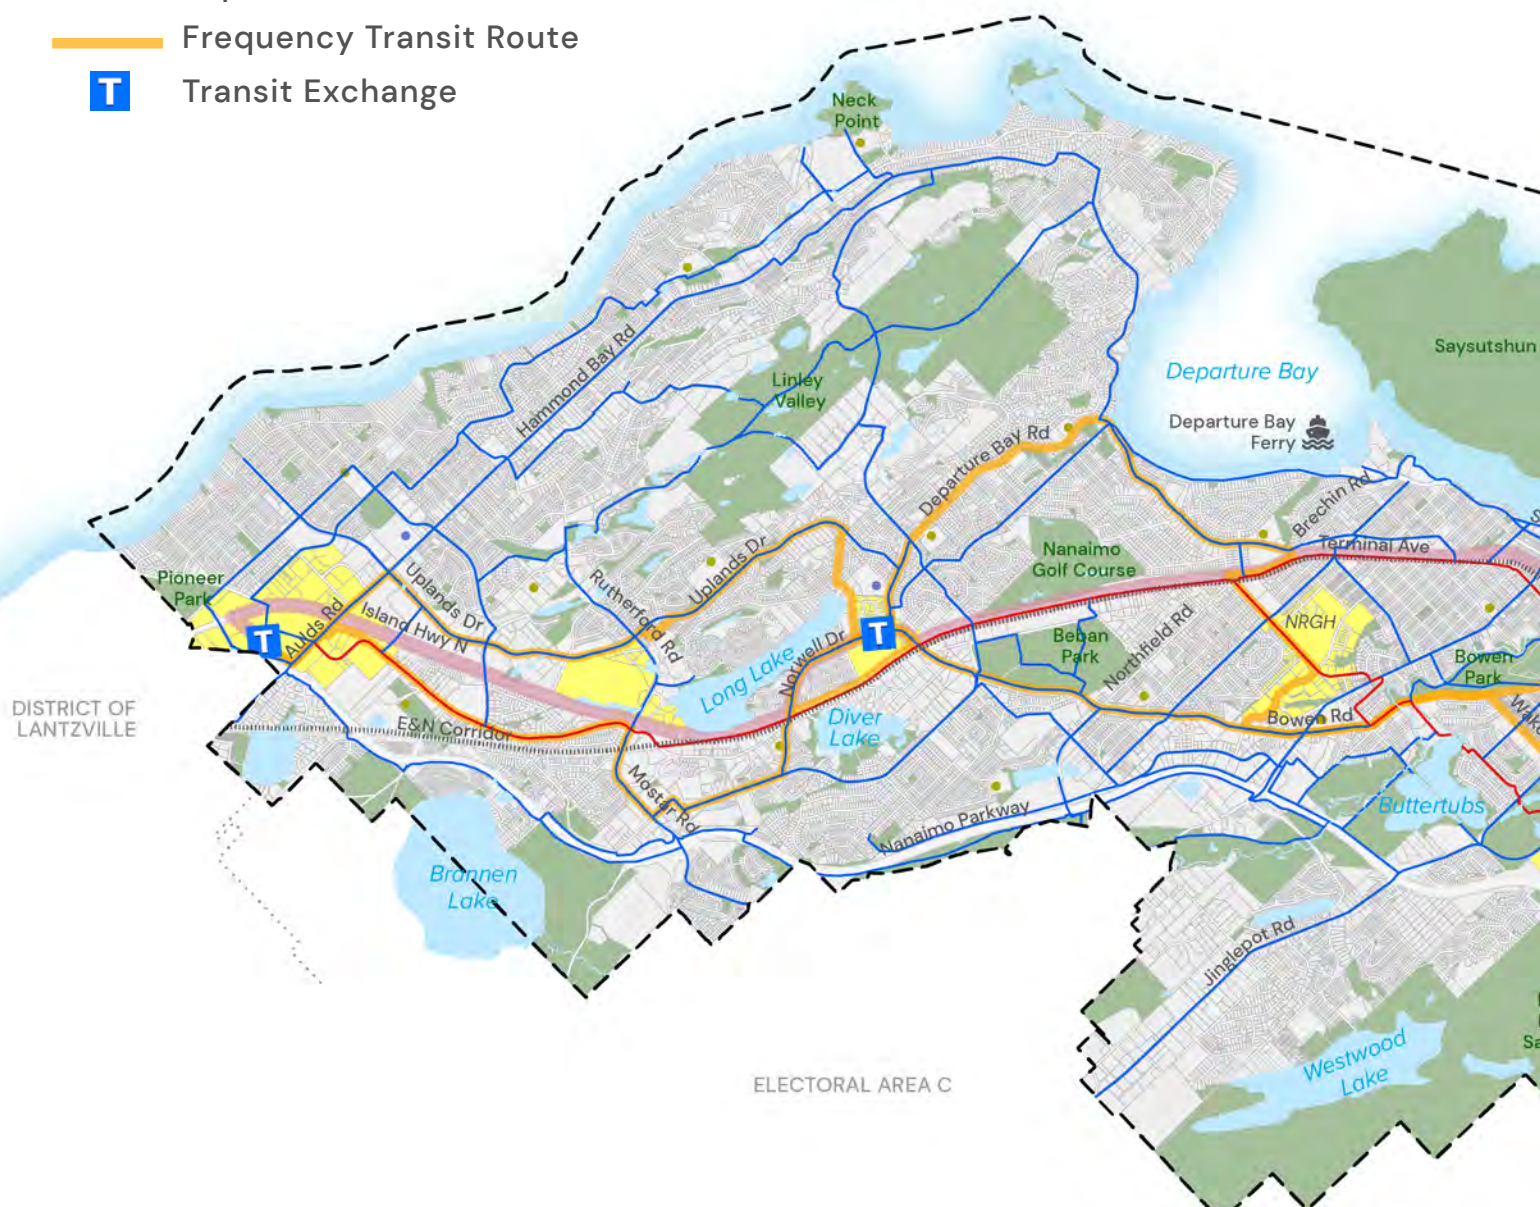 Frequency Transit Route
T
Transit Exchange
Neck
Point
Saysutshun
Hammond Bay Rd
Departure Bay
Linley
Valley
Departure Bay
Ferry
Departure Bay Rd
Brechin Rd
Terminal Ave
Nanaimo
Golf Course
Uplands Dr
Pioneer
Park
Uplands Dr
Rutherford Rd
Aulds Rd
Island Hwy N
T
T
NRGH
Norwell Dr
Beban
Park
Northfield Rd
Bowen
Park
Long Lake
DISTRICT OF
LANTZVILLE
E&N Corridor
Diver
Lake
Bowen Rd
Mostar Rd
Nanaimo Parkway
Buttertubs
Brannen
Lake
Jinglepot Rd
Westwood
Lake
ELECTORAL AREA C